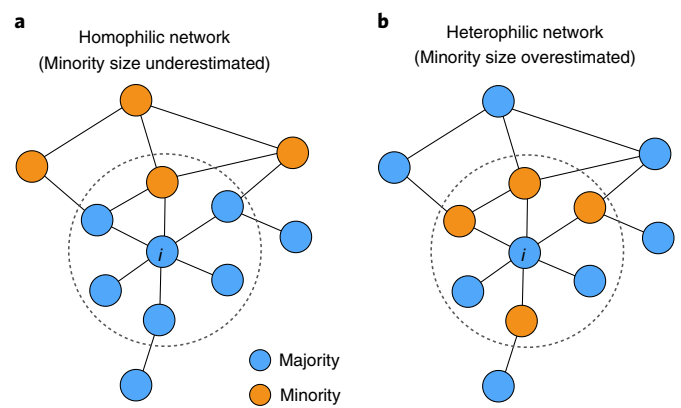 a
Homophilic network
(Minority size underestimated)
i
Majority
Minority
b
Heterophilic network
(Minority size overestimated)
i